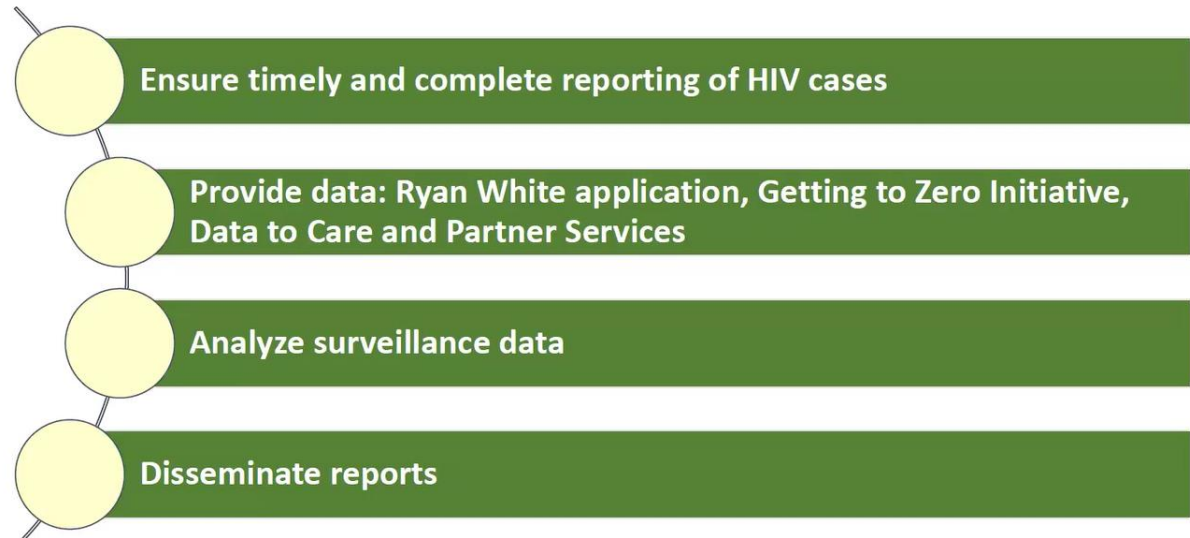 Ensure timely and complete reporting of HIV cases
Provide data: Ryan White application, Getting to Zero Initiative,
Data to Care and Partner Services
Analyze surveillance data
Disseminate reports